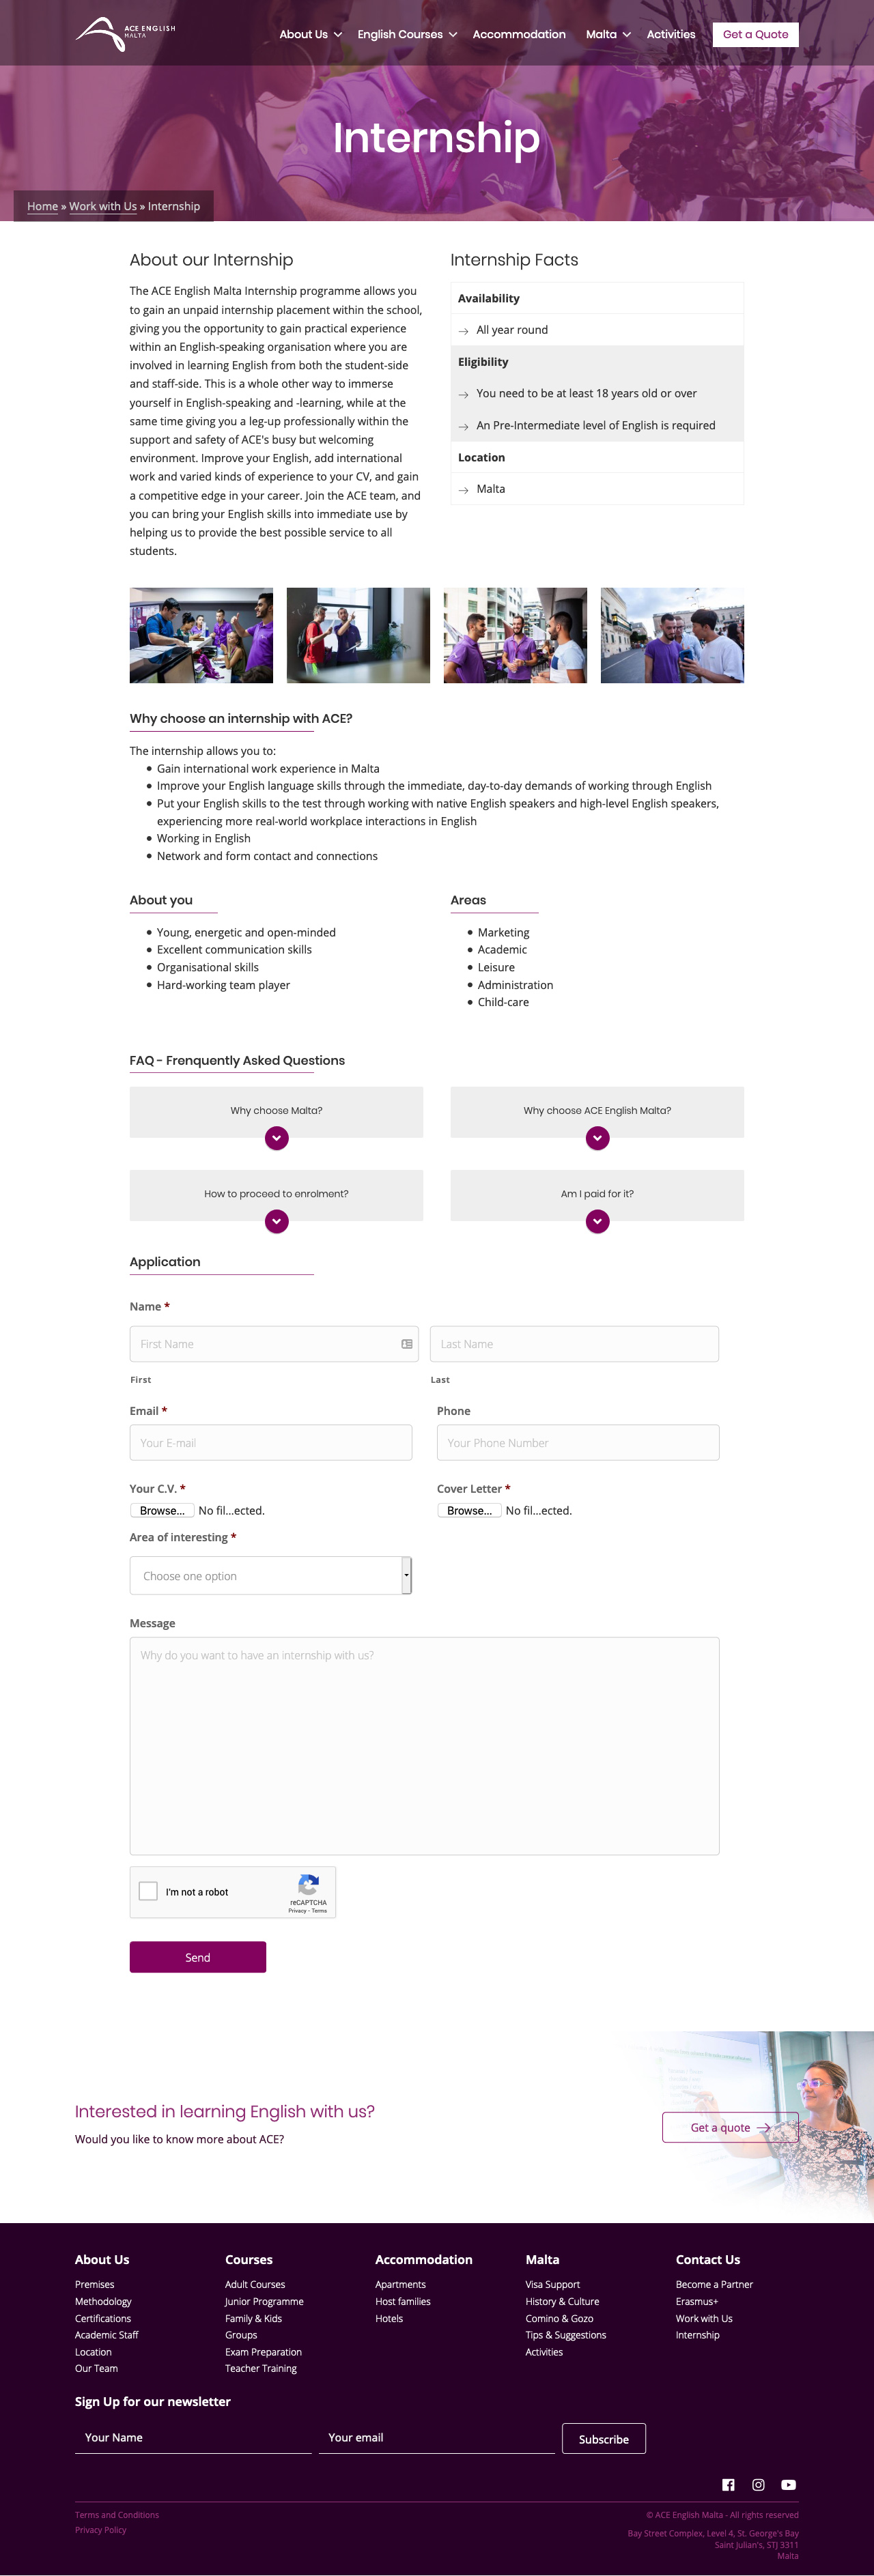 ACE ENGLISH
MALTA
About Us
English Courses
Accommodation
Malta
Activities
Get a Quote
Internship
Home » Work with Us » Internship
About our Internship
The ACE English Malta Internship programme allows you
to gain an unpaid internship placement within the school,
giving you the opportunity to gain practical experience
within an English-speaking organisation where you are
involved in learning English from both the student-side
and staff-side. This is a whole other way to immerse
yourself in English-speaking and -learning, while at the
same time giving you a leg-up professionally within the
support and safety of ACE's busy but welcoming
environment. Improve your English, add international
work and varied kinds of experience to your CV, and gain
a competitive edge in your career. Join the ACE team, and
you can bring your English skills into immediate use by
helping us to provide the best possible service to all
students.
Internship Facts
Availability
All year round
Eligibility
You need to be at least 18 years old or over
An Pre-Intermediate level of English is required
Location
Malta
Why choose an internship with ACE?
The internship allows you to:
Gain international work experience in Malta
Improve your English language skills through the immediate, day-to-day demands of working through English
Put your English skills to the test through working with native English speakers and high-level English speakers,
experiencing more real-world workplace interactions in English
Working in English
Network and form contact and connections
About you
Young, energetic and open-minded
Excellent communication skills
Organisational skills
Hard-working team player
Areas
Marketing
Academic
Leisure
Administration
Child-care
FAQ - Frenquently Asked Questions
Why choose Malta?
Why choose ACE English Malta?
How to proceed to enrolment?
Am I paid for it?
Application
Name *
First Name
Last Name
First
Last
Email *
Phone
Your E-mail
Your Phone Number
Your C.V. *
Cover Letter *
Browse... No fil...ected.
Browse... No fil...ected.
Area of interesting *
Choose one option
Message
Why do you want to have an internship with us?
I'm not a robot
reCAPTCHA
Privacy - Terms
Send
Interested in learning English with us?
Would you like to know more about ACE?
Get a quote
About Us
Premises
Methodology
Certifications
Academic Staff
Location
Our Team
Courses
Adult Courses
Junior Programme
Family & Kids
Groups
Exam Preparation
Teacher Training
Accommodation
Apartments
Host families
Hotels
Malta
Visa Support
History & Culture
Comino & Gozo
Tips & Suggestions
Activities
Contact Us
Become a Partner
Erasmus+
Work with Us
Internship
Sign Up for our newsletter
Your Name
Your email
Subscribe
Terms and Conditions
Privacy Policy
© ACE English Malta - All rights reserved
Bay Street Complex, Level 4, St. George's Bay
Saint Julian's, STJ 3311
Malta